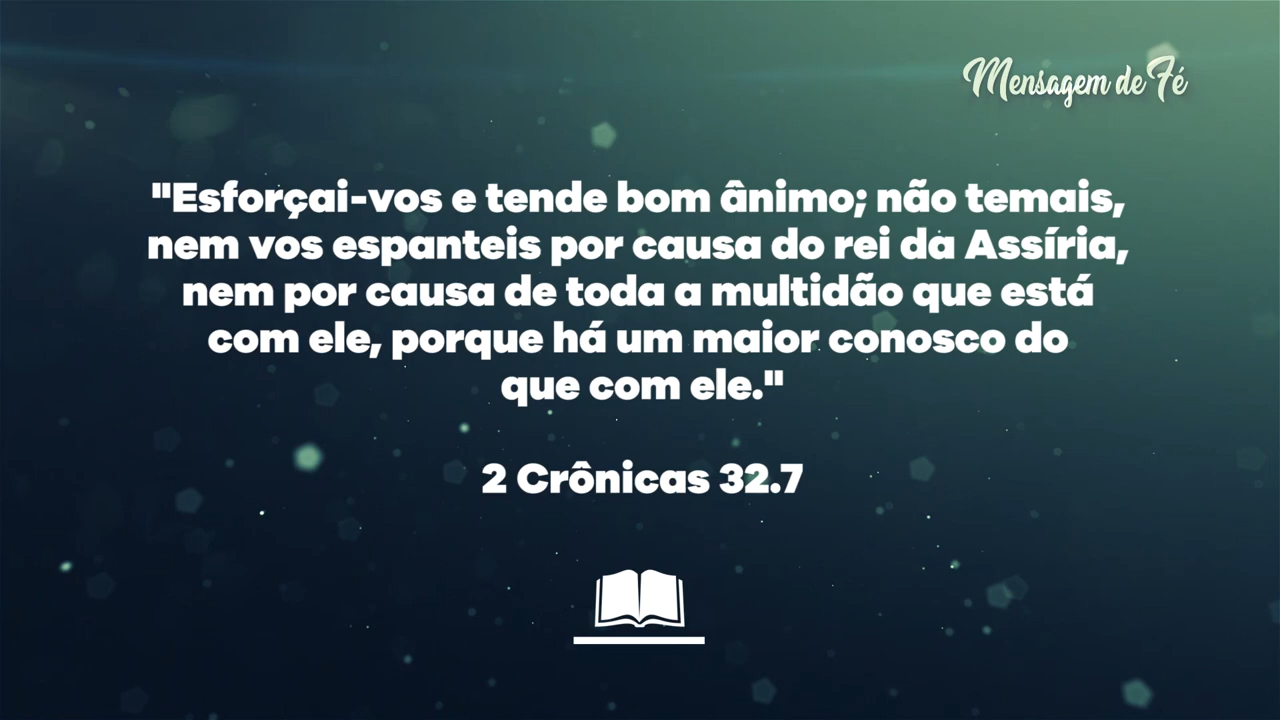 Mensagem de Fé
"Esforçai-vos e tende bom ânimo; não temais,
nem vos espanteis por causa do rei da Assíria,
nem por causa de toda a multidão que está
com ele, porque há um maior conosco do
que com ele."
2 Crônicas 32.7